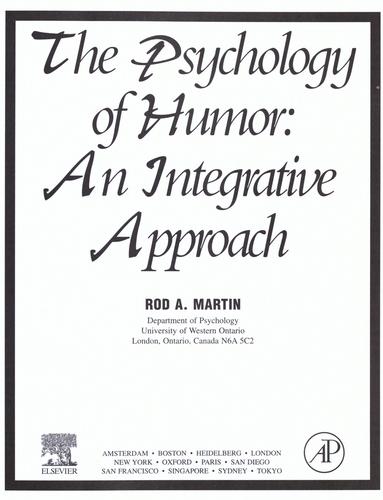 The Psychology
of Humor:
An Integrative
Approach
ROD A. MARTIN
Department of Psychology
University of Western Ontario
London, Ontario, Canada N6A 5C2
AMSTERDAM • BOSTON • HEIDELBERG • LONDON
NEW YORK • OXFORD • PARIS • SAN DIEGO
SAN FRANCISCO • SINGAPORE • SYDNEY • TOKYO
ELSEVIER
AP